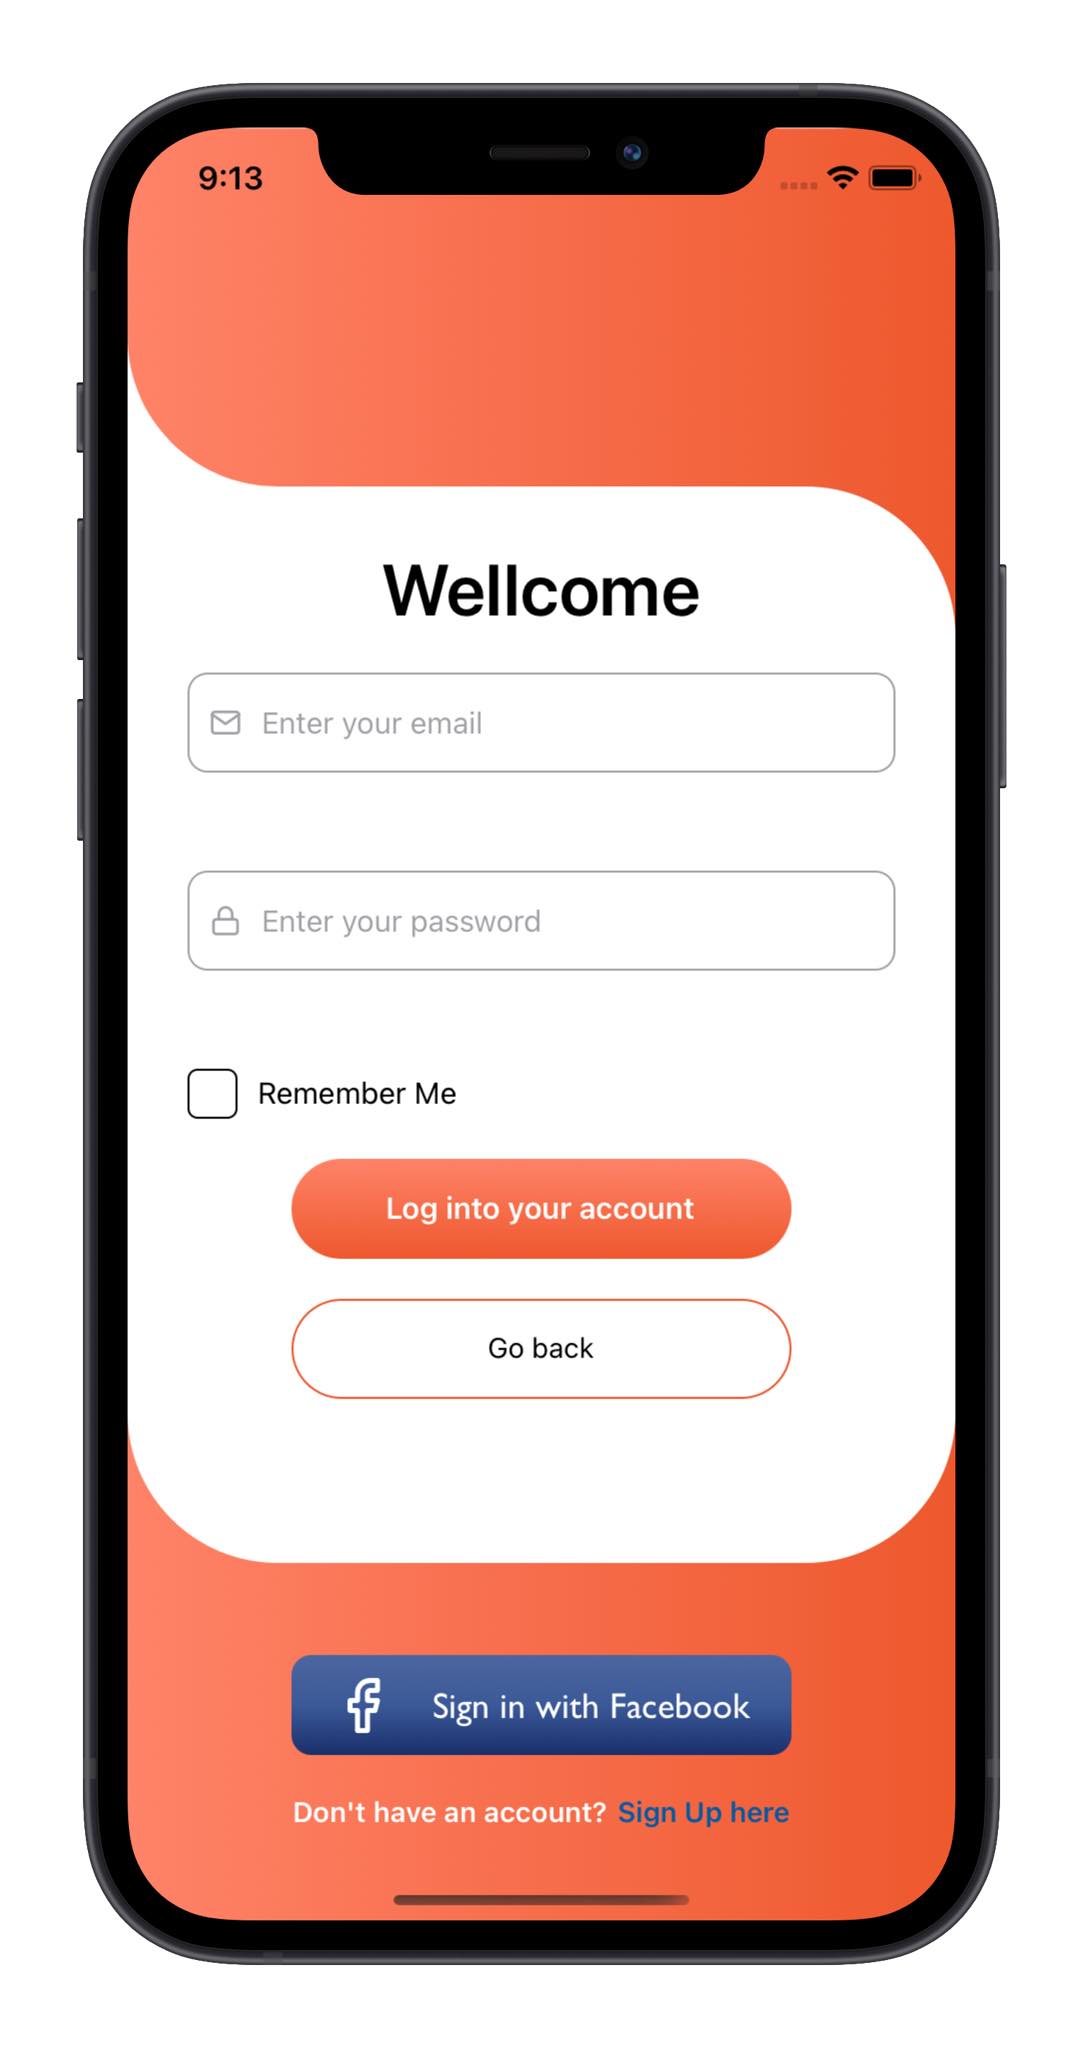 9:13
Wellcome
Enter your email
Enter your password
Remember Me
Log into your account
Go back
Sign in with Facebook
Don't have an account? Sign Up here